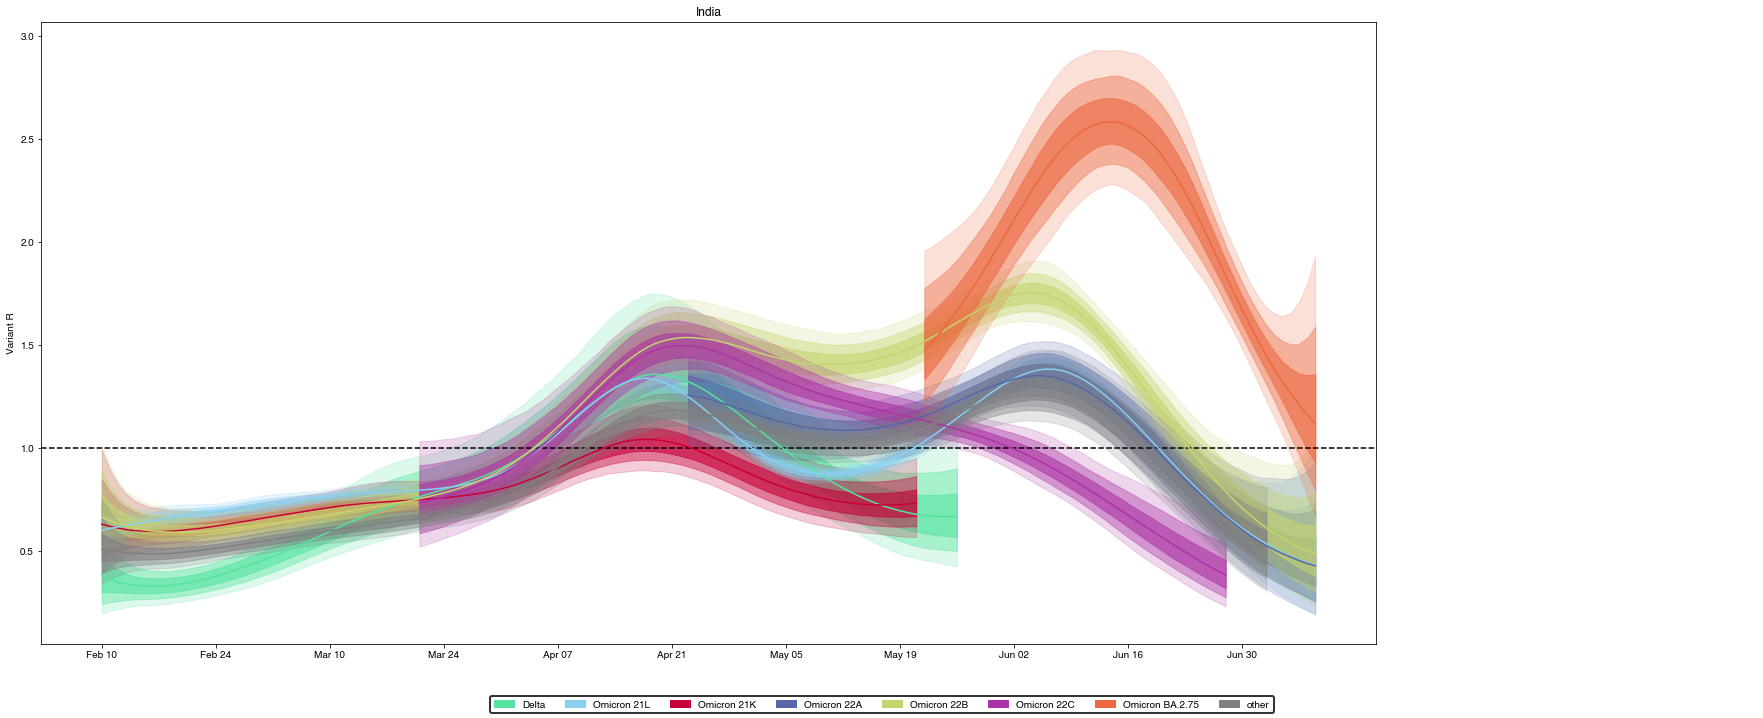 India
3.0
2.5
2.0
1.5
1.0
0.5
Variant R
Feb 10 Feb 24 Mar 10 Mar 24 Apr 07 Apr 21 May 05 May 19 Jun 02 Jun 16 Jun 30
Delta Omicron 21L Omicron 21K Omicron 22A Omicron 22B Omicron 22C Omicron BA.2.75 other